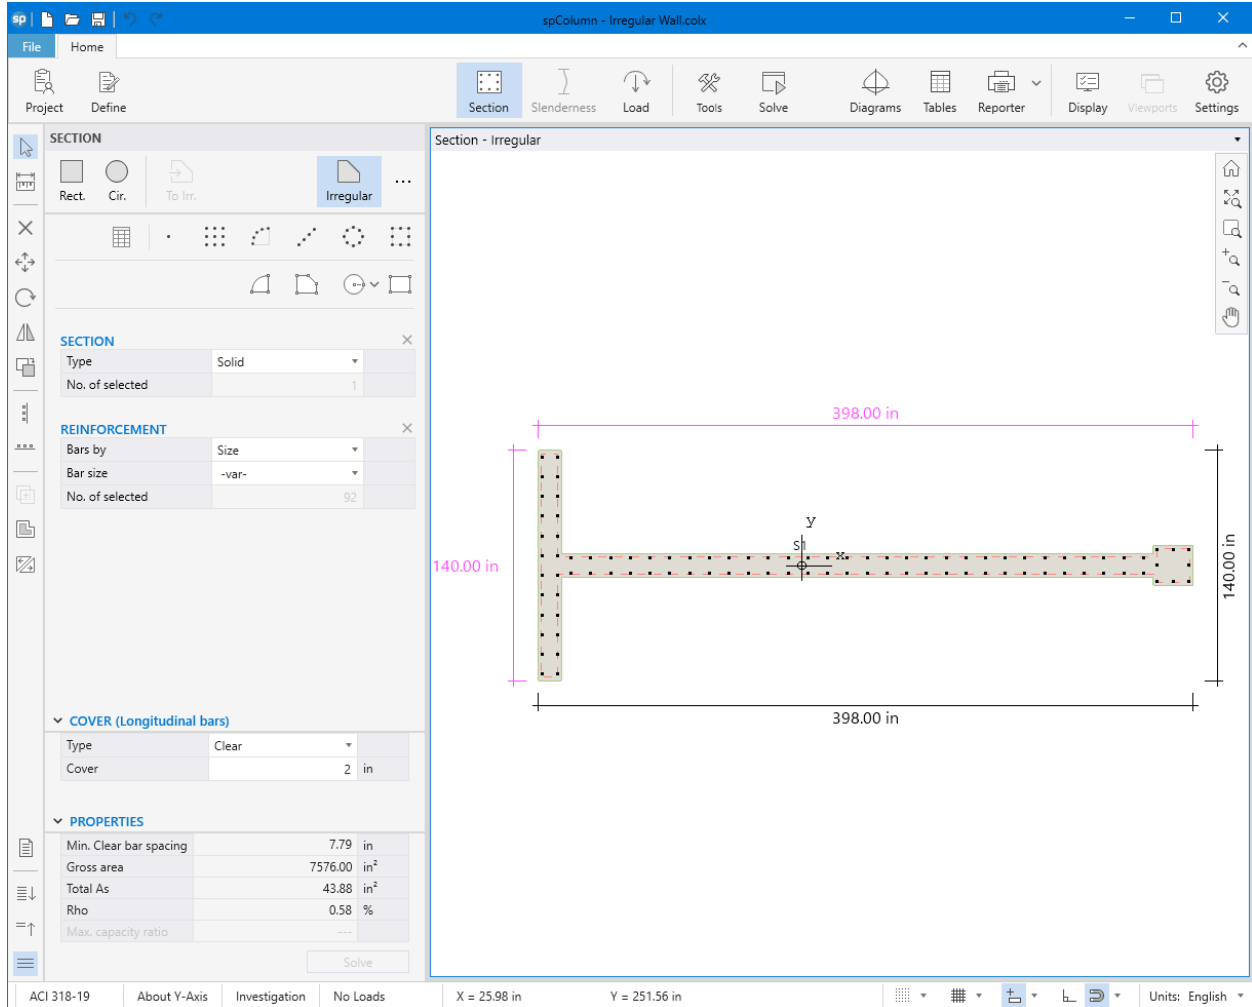 sp
spColumn - Irregular Wall.colx
File Home
Project Define Section Slenderness Load Tools Solve Diagrams Tables Reporter Display Viewports Settings
SECTION
Rect. Cir. To Irr. Irregular ...
SECTION
Type Solid
No. of selected 1
REINFORCEMENT
Bars by Size
Bar size -var-
No. of selected 92
COVER (Longitudinal bars)
Type Clear
Cover 2 in
PROPERTIES
Min. Clear bar spacing 7.79 in
Gross area 7576.00 in²
Total As 43.88 in²
Rho 0.58 %
Max. capacity ratio ---
Solve
Section - Irregular
398.00 in
140.00 in
y
S1
x
140.00 in
398.00 in
ACI 318-19 About Y-Axis Investigation No Loads X = 25.98 in Y = 251.56 in Units: English